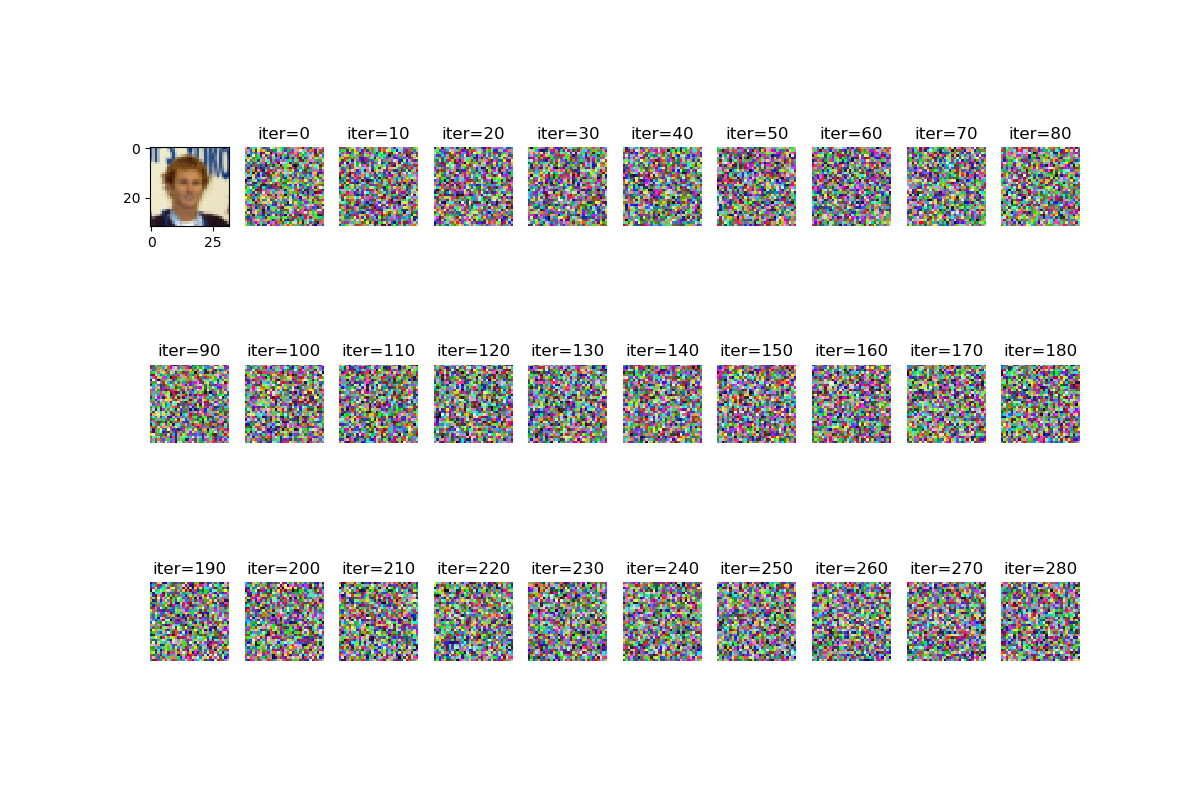 iter=0 iter=10 iter=20 iter=30 iter=40 iter=50 iter=60 iter=70 iter=80
0
20
0 25
iter=90 iter=100 iter=110 iter=120 iter=130 iter=140 iter=150 iter=160 iter=170 iter=180
iter=190 iter=200 iter=210 iter=220 iter=230 iter=240 iter=250 iter=260 iter=270 iter=280